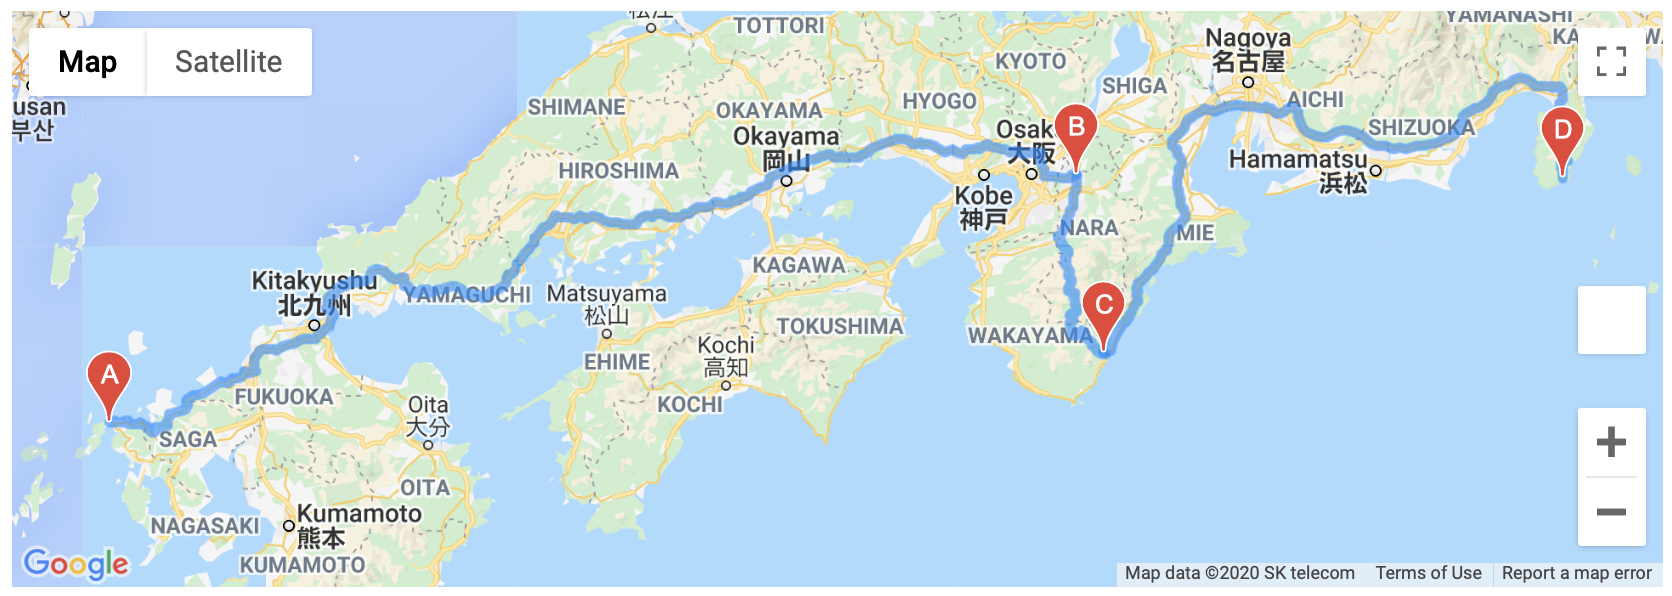 松江
TOTTORI
YAMANASHI
Map
Satellite
Nagoya
名古屋
KYOTO
SHIGA
AICHI
usan
부산
SHIMANE
OKAYAMA
HYOGO
Okayama
岡山
Osak
大阪
B
D
SHIZUOKA
HIROSHIMA
Hamamatsu
浜松
Kobe
神戸
NARA
MIE
KAGAWA
Kitakyushu
北九州
YAMAGUCHI
Matsuyama
松山
C
TOKUSHIMA
WAKAYAMA
Kochi
高知
EHIME
A
FUKUOKA
KOCHI
Oita
大分
SAGA
OITA
NAGASAKI
Kumamoto
熊本
KUMAMOTO
Google
Map data ©2020 SK telecom
Terms of Use
Report a map error